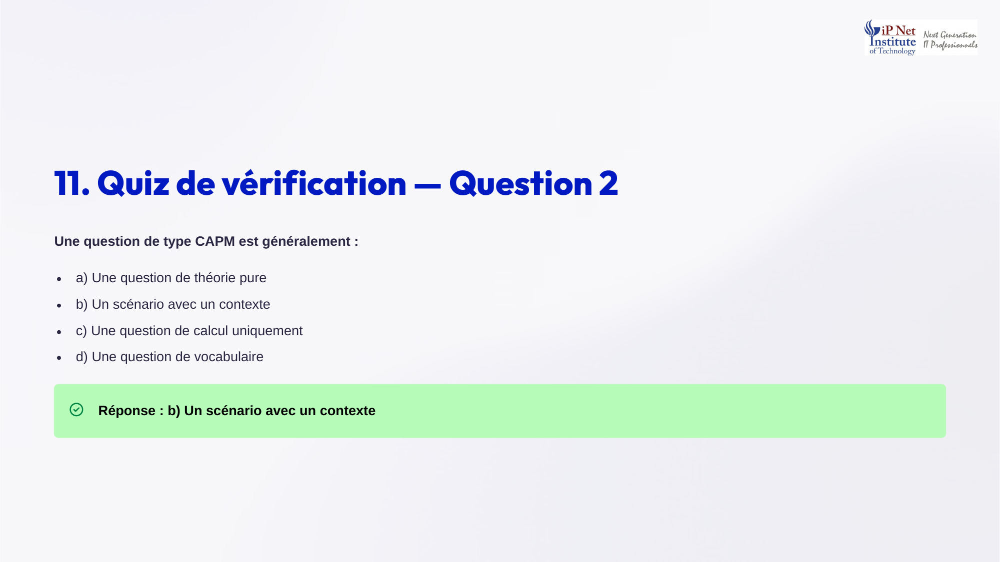 iP Net
Institute
of Technology
Next Generation
IT Professionnels
11. Quiz de vérification — Question 2
Une question de type CAPM est généralement :
• a) Une question de théorie pure
• b) Un scénario avec un contexte
• c) Une question de calcul uniquement
• d) Une question de vocabulaire
Réponse : b) Un scénario avec un contexte